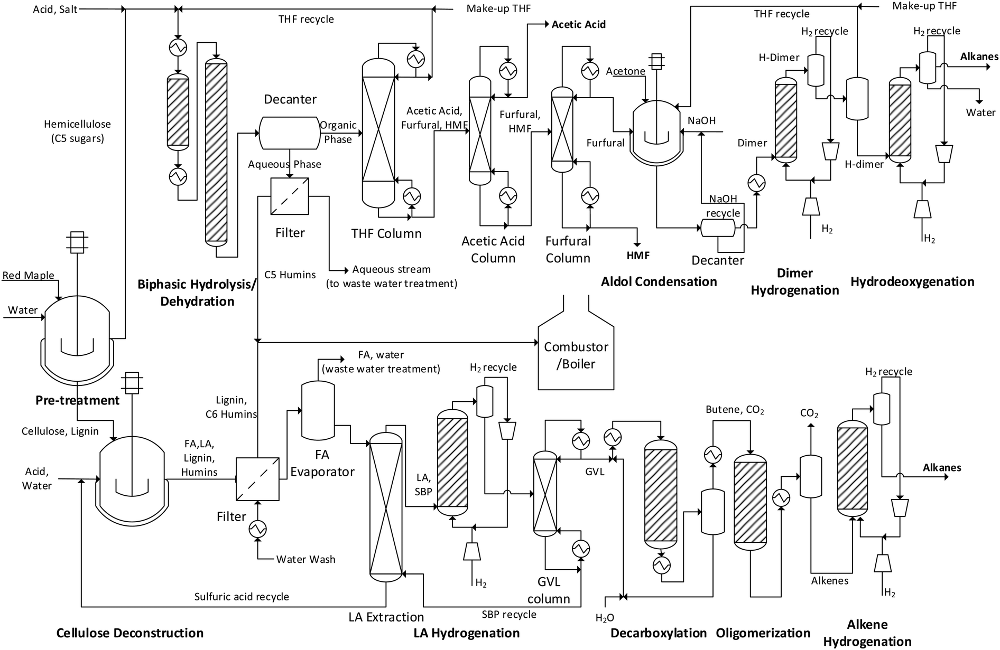 Acid, Salt
THF recycle
Make-up THF
Acetic Acid
THF recycle
Make-up THF
H2 recycle
H2 recycle
H-Dimer
Alkanes
Acetone
Decanter
Hemicellulose
(C5 sugars)
Organic
Phase
Acetic Acid,
Furfural, HMF
Furfural,
HMF
Furfural
NaOH
Dimer
Water
Aqueous Phase
H-dimer
NaOH
recycle
Filter
THF Column
Acetic Acid
Column
Furfural
Column
HMF
Decanter
H2
H2
Red Maple
Water
C5 Humins
Aqueous stream
(to waste water treatment)
Biphasic Hydrolysis/
Dehydration
Aldol Condensation
Dimer
Hydrogenation
Hydrodeoxygenation
Combustor
/Boiler
FA, water
(waste water treatment)
H2 recycle
H2 recycle
Pre-treatment
Cellulose, Lignin
Lignin,
C6 Humins
Butene, CO2
CO2
FA,LA,
Lignin,
Humins
FA
Evaporator
Acid,
Water
LA,
SBP
GVL
Alkanes
Filter
Water Wash
H2
GVL
column
Alkenes
H2
Sulfuric acid recycle
LA Extraction
SBP recycle
H2O
Cellulose Deconstruction
LA Hydrogenation
Decarboxylation
Oligomerization
Alkene
Hydrogenation